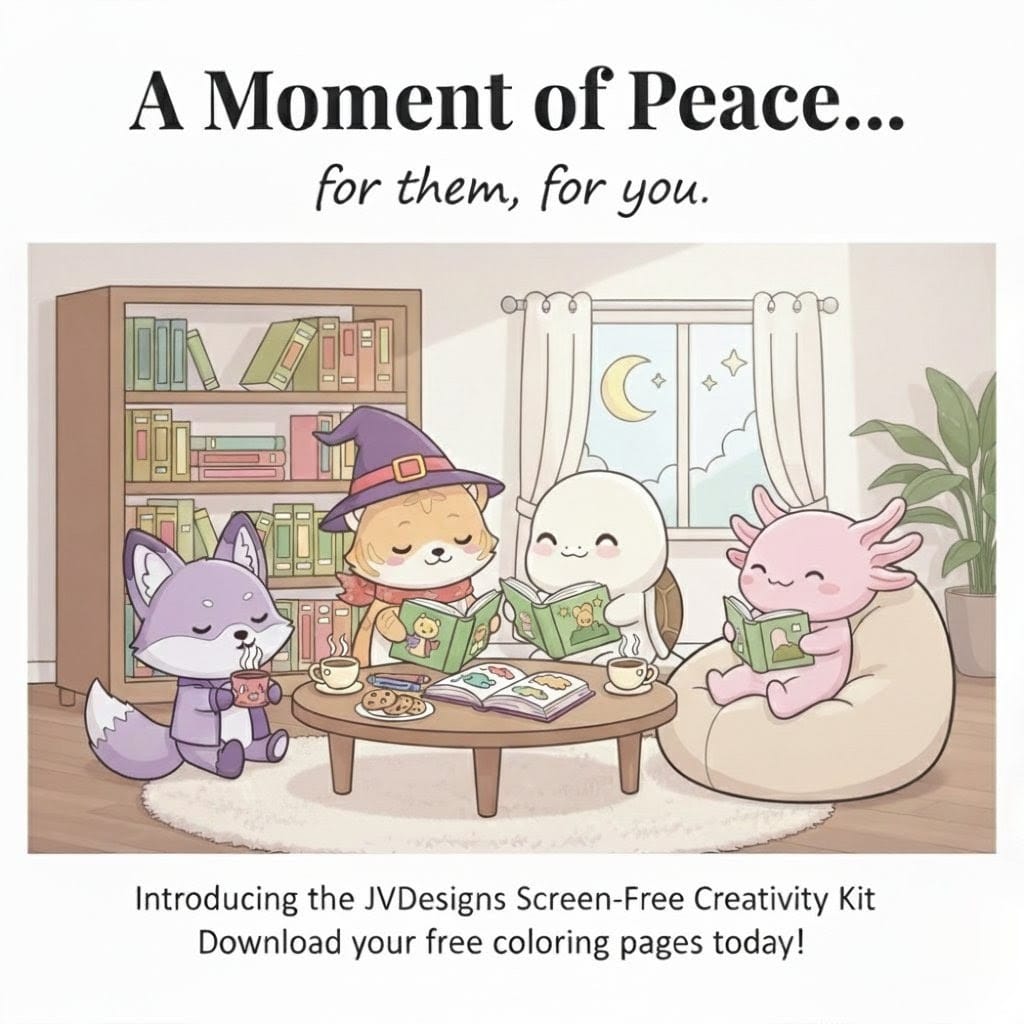 A Moment of Peace...
for them, for you.
Introducing the JVDesigns Screen-Free Creativity Kit
Download your free coloring pages today!